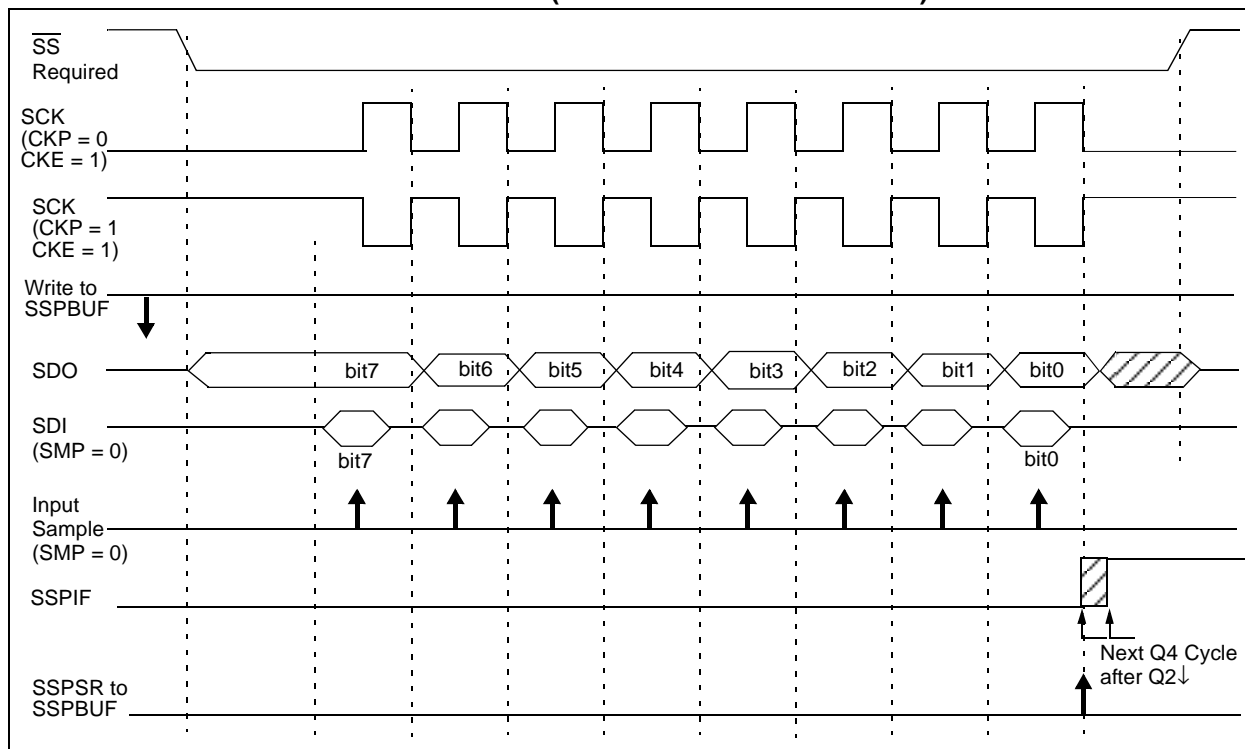 SS
Required
SCK
(CKP = 0
CKE = 1)
SCK
(CKP = 1
CKE = 1)
Write to
SSPBUF
SDO
bit7 bit6 bit5 bit4 bit3 bit2 bit1 bit0
SDI
(SMP = 0)
bit7 bit0
Input
Sample
(SMP = 0)
SSPIF
Next Q4 Cycle
after Q2↓
SSPSR to
SSPBUF